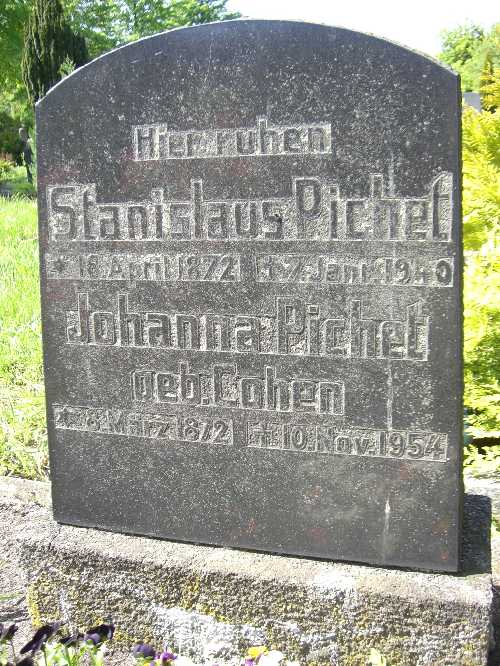 Hier ruhen
Stanislaus Pichet
* 18. April 1872 † 7. Jan. 1940
Johanna Pichet
geb. Cohen
* 8. März 1872 † 10. Nov. 1954